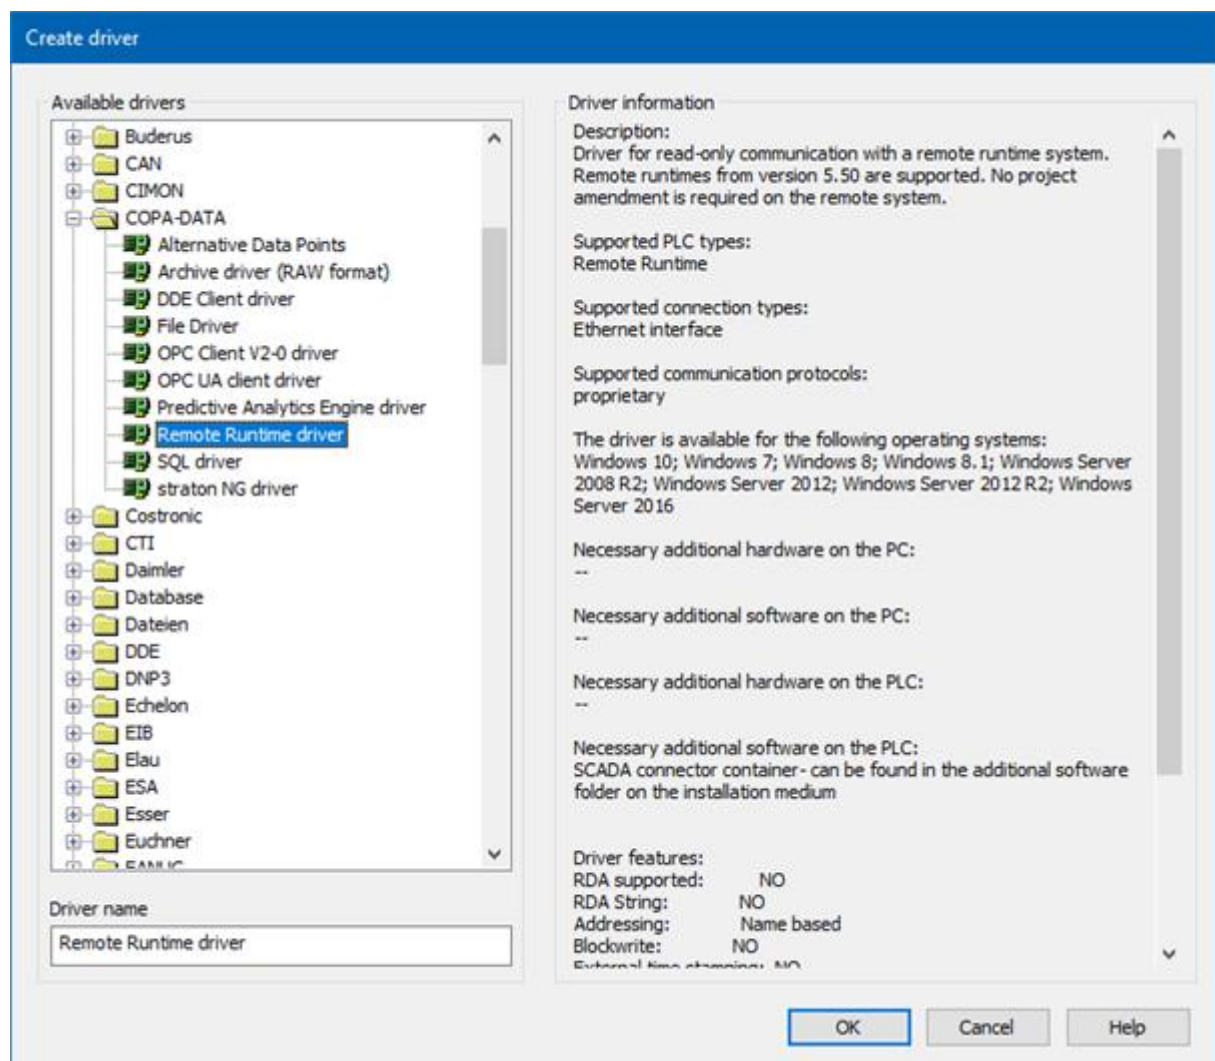 Create driver
Available drivers
Buderus
CAN
CIMON
COPA-DATA
Alternative Data Points
Archive driver (RAW format)
DDE Client driver
File Driver
OPC Client V2-0 driver
OPC UA client driver
Predictive Analytics Engine driver
Remote Runtime driver
SQL driver
straton NG driver
Costronic
CTI
Daimler
Database
Dateien
DDE
DNP3
Echelon
EIB
Elau
ESA
Esser
Euchner
FANUC
Driver name
Remote Runtime driver
Driver information
Description:
Driver for read-only communication with a remote runtime system.
Remote runtimes from version 5.50 are supported. No project
amendment is required on the remote system.
Supported PLC types:
Remote Runtime
Supported connection types:
Ethernet interface
Supported communication protocols:
proprietary
The driver is available for the following operating systems:
Windows 10; Windows 7; Windows 8; Windows 8.1; Windows Server
2008 R2; Windows Server 2012; Windows Server 2012 R2; Windows
Server 2016
Necessary additional hardware on the PC:
--
Necessary additional software on the PC:
--
Necessary additional hardware on the PLC:
--
Necessary additional software on the PLC:
SCADA connector container- can be found in the additional software
folder on the installation medium
Driver features:
RDA supported: NO
RDA String: NO
Addressing: Name based
Blockwrite: NO
External time stamping: NO
OK
Cancel
Help